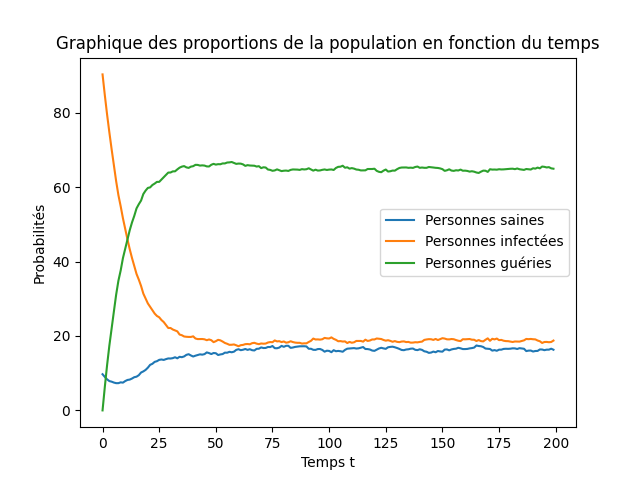 Graphique des proportions de la population en fonction du temps
Probabilités
80
60
40
20
0
Personnes saines
Personnes infectées
Personnes guéries
0 25 50 75 100 125 150 175 200
Temps t